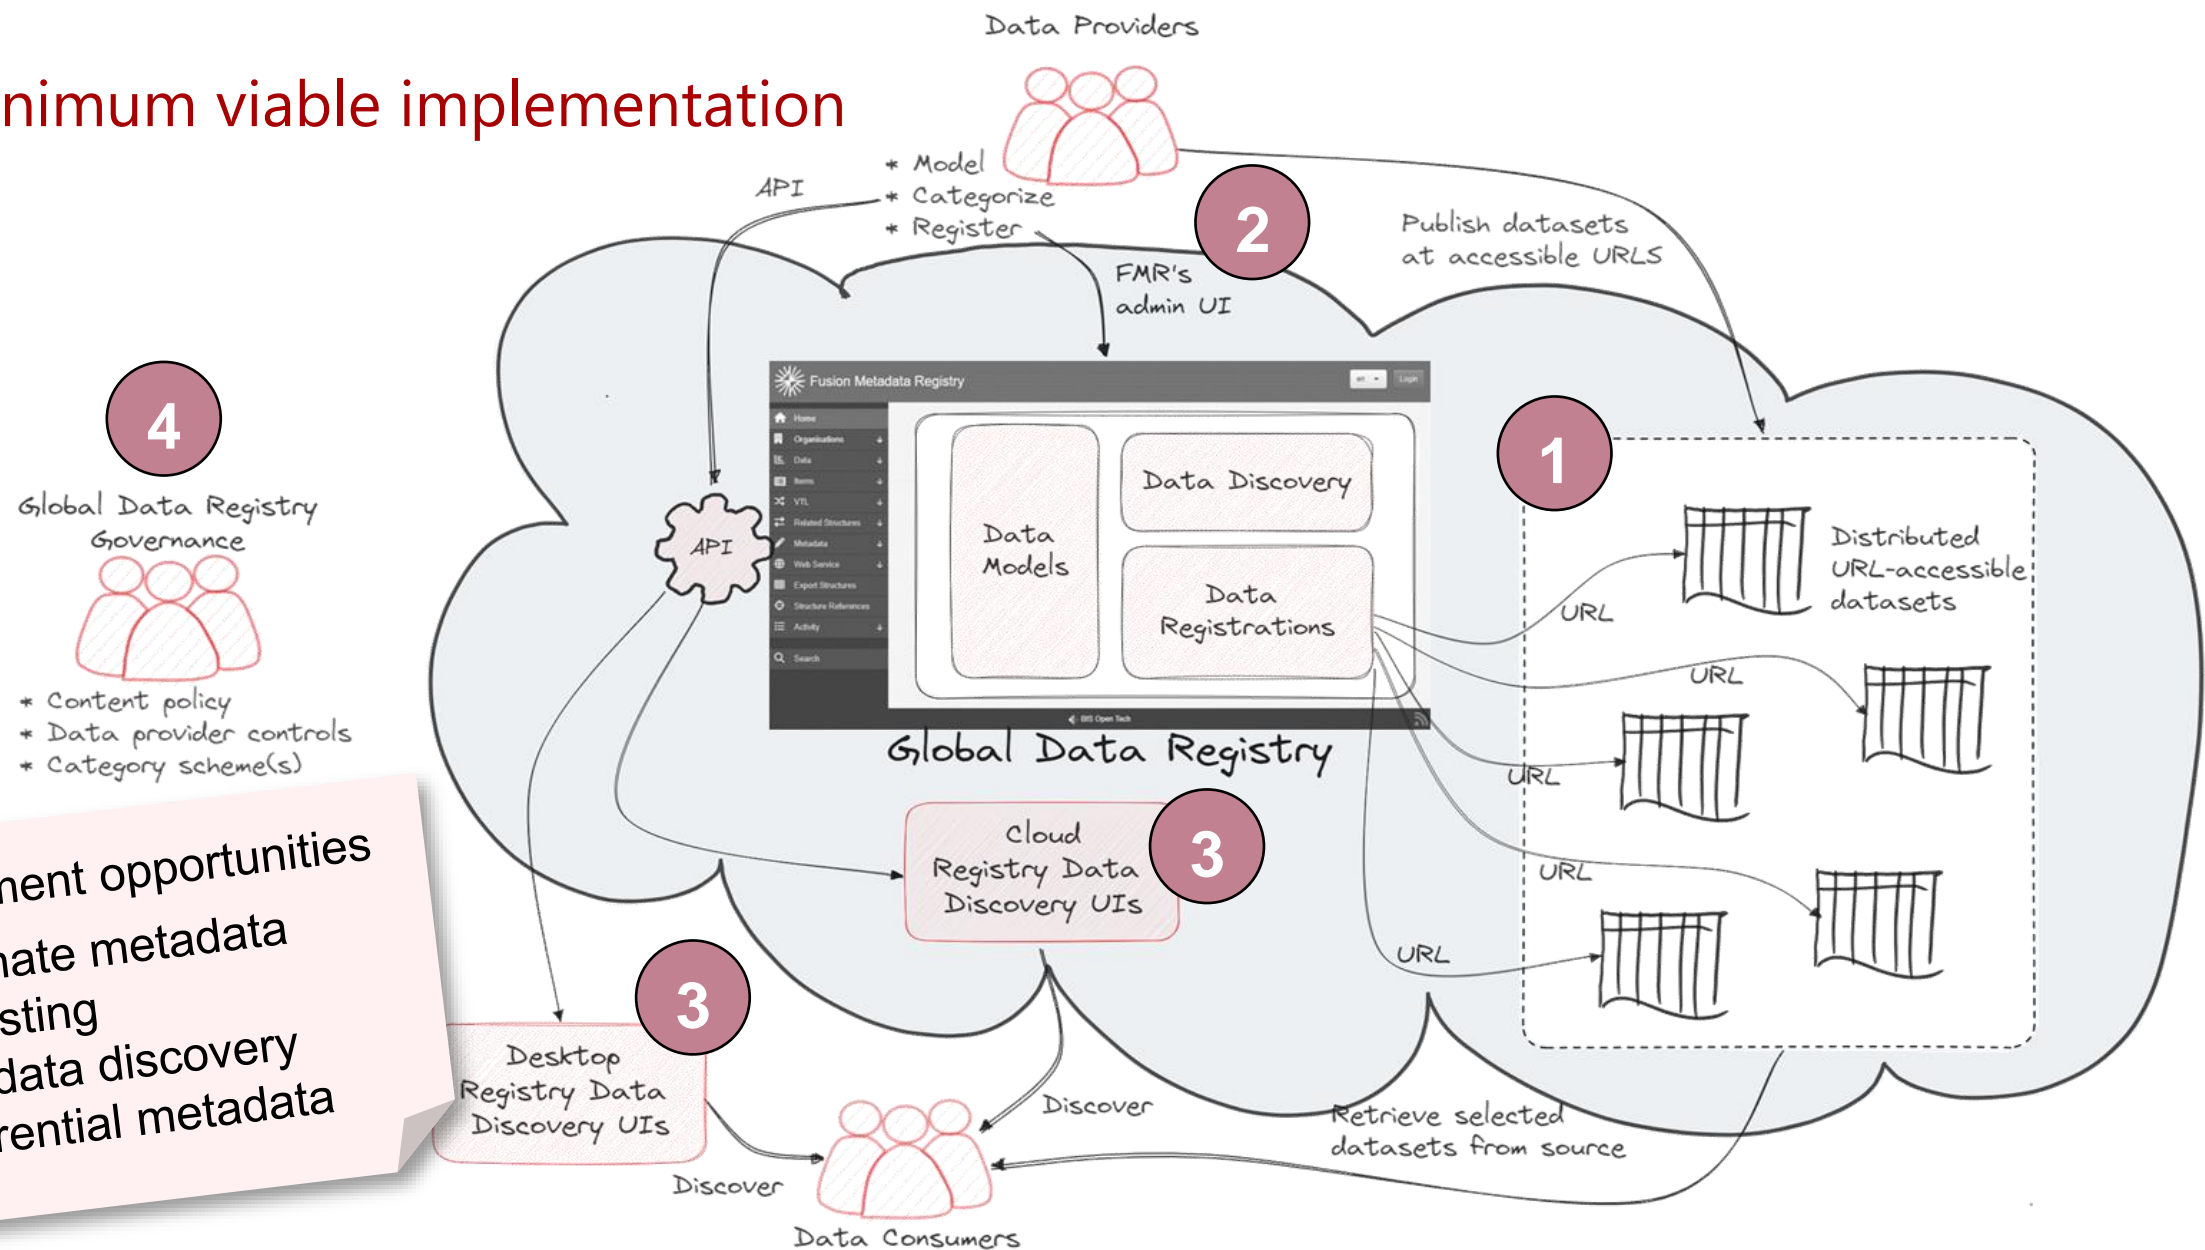 Data Providers
nimum viable implementation
* Model
* Categorize
* Register
API
2
Publish datasets
at accessible URLS
FMR's
admin UI
Fusion Metadata Registry
en
Login
Home
Organisations
Data
Items
VTL
Related Structures
Metadata
Web Service
Export Structures
Structure References
Activity
Search
BIS Open Tech
Data
Models
Data Discovery
Data
Registrations
API
Global Data Registry
4
Global Data Registry
Governance
* Content policy
* Data provider controls
* Category scheme(s)
1
Distributed
URL-accessible
datasets
URL
URL
URL
URL
URL
Cloud
Registry Data
Discovery UIs
3
3
Desktop
Registry Data
Discovery UIs
ment opportunities
nate metadata
sting
data discovery
rential metadata
Discover
Discover
Retrieve selected
datasets from source
Data Consumers